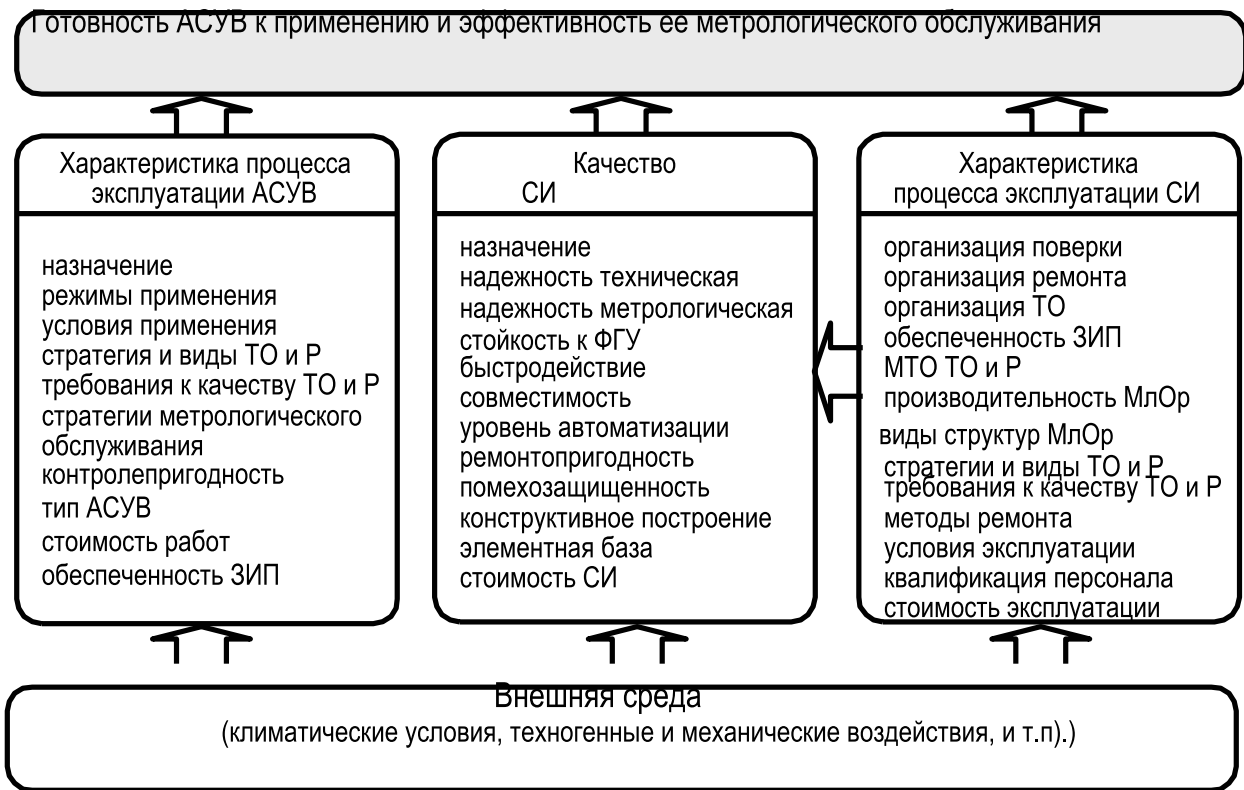 Готовность АСУВ к применению и эффективность ее метрологического обслуживания
Характеристика процесса
эксплуатации АСУВ
назначение
режимы применения
условия применения
стратегия и виды ТО и Р
требования к качеству ТО и Р
стратегии метрологического
обслуживания
контролепригодность
тип АСУВ
стоимость работ
обеспеченность ЗИП
Качество
СИ
назначение
надежность техническая
надежность метрологическая
стойкость к ФГУ
быстродействие
совместимость
уровень автоматизации
ремонтопригодность
помехозащищенность
конструктивное построение
элементная база
стоимость СИ
Характеристика
процесса эксплуатации СИ
организация поверки
организация ремонта
организация ТО
обеспеченность ЗИП
МТО ТО и Р
производительность МлОр
виды структур МлОр
стратегии и виды ТО и Р
требования к качеству ТО и Р
методы ремонта
условия эксплуатации
квалификация персонала
стоимость эксплуатации
Внешняя среда
(климатические условия, техногенные и механические воздействия, и т.п).)